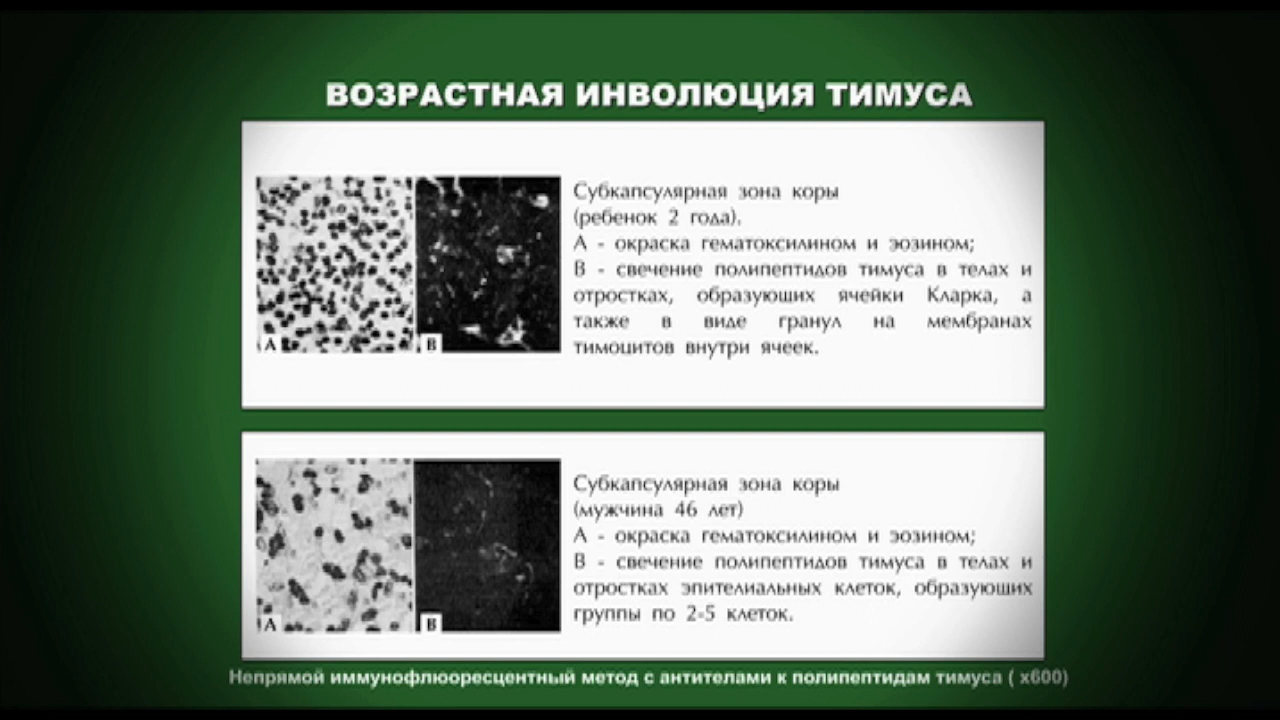 ВОЗРАСТНАЯ ИНВОЛЮЦИЯ ТИМУСА
А В
Субкапсулярная зона коры
(ребенок 2 года).
А - окраска гематоксилином и эозином;
В - свечение полипептидов тимуса в телах и
отростках, образующих ячейки Кларка, а
также в виде гранул на мембранах
тимоцитов внутри ячеек.
А В
Субкапсулярная зона коры
(мужчина 46 лет)
А - окраска гематоксилином и эозином;
В - свечение полипептидов тимуса в телах и
отростках эпителиальных клеток, образующих
группы по 2-5 клеток.
Непрямой иммунофлюоресцентный метод с антителами к полипептидам тимуса ( х600)